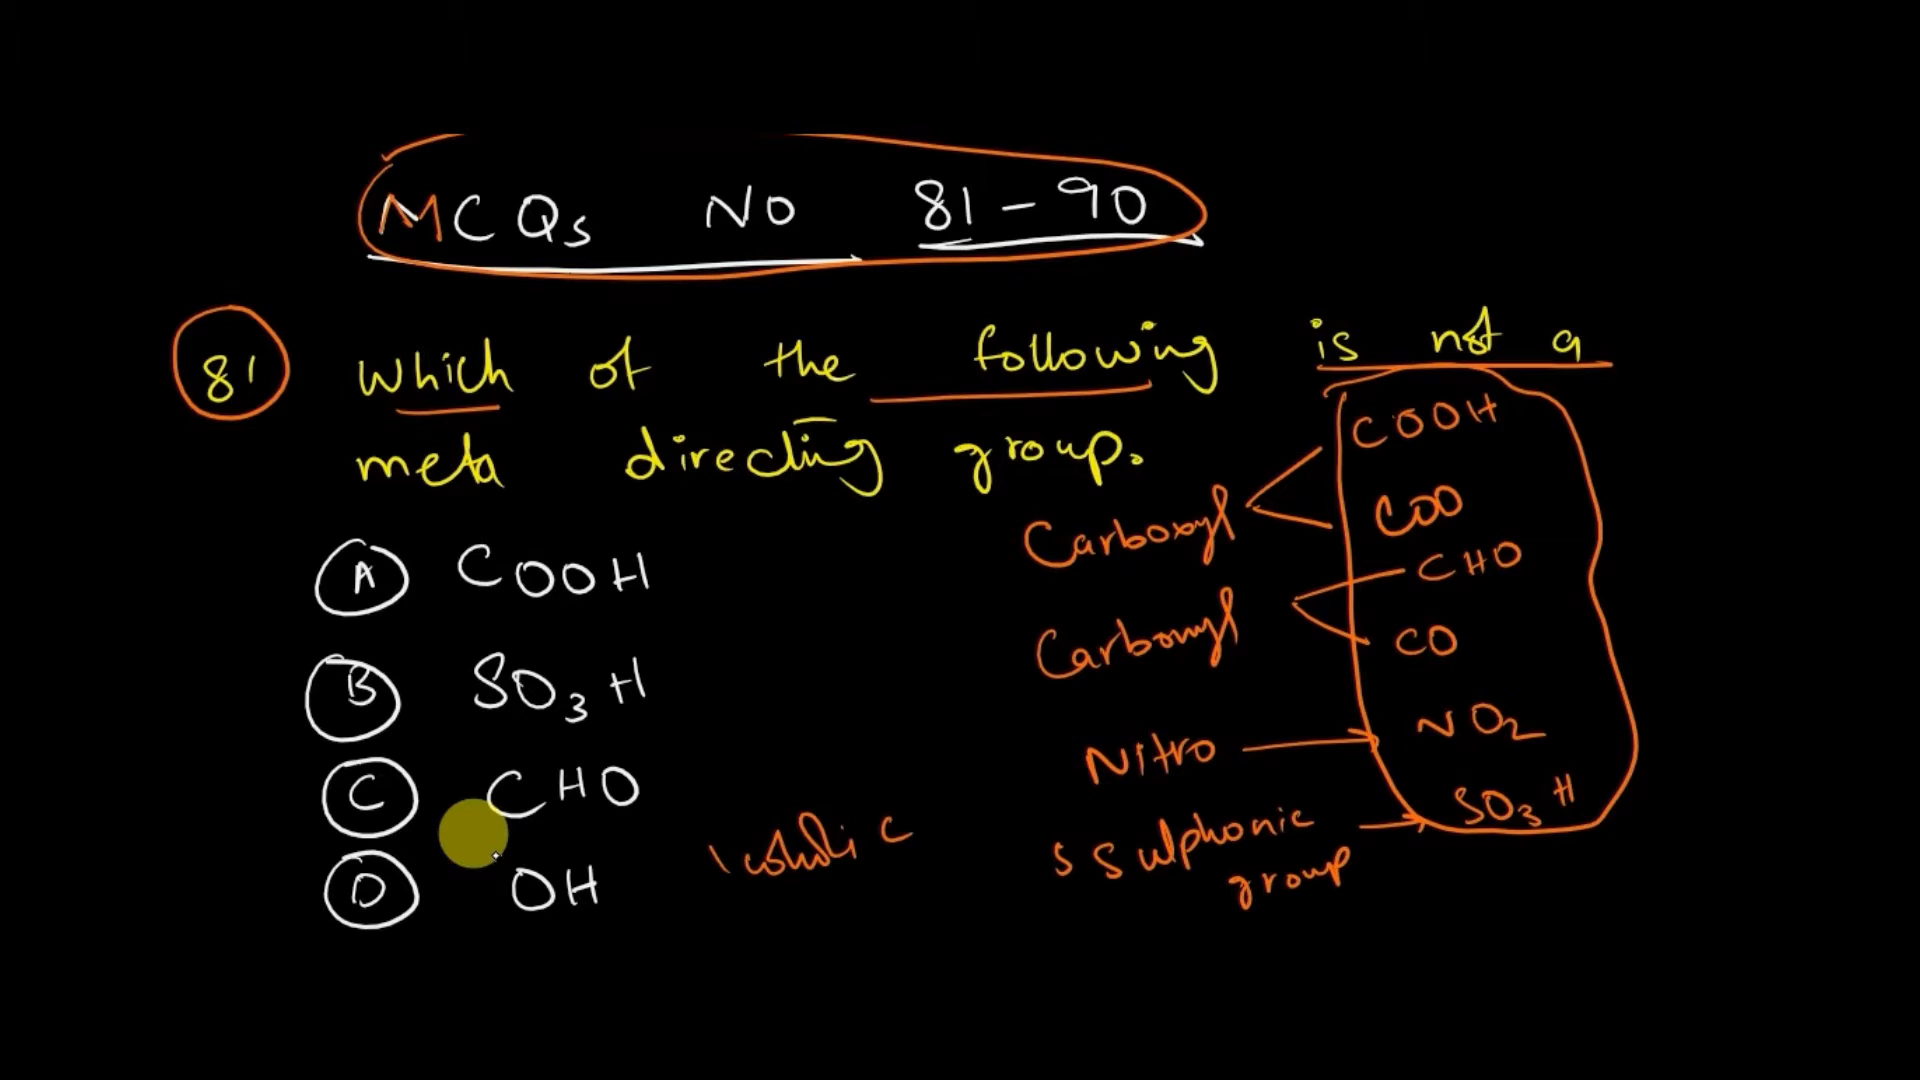 MCQs NO 81-90
81 Which of the following is not a
meta directing group.
A COOH
B SO3H
C CHO
D OH
COOH
Carboxyl COO
CHO
Carbonyl CO
Nitro NO2
S Sulphonic SO3H
group